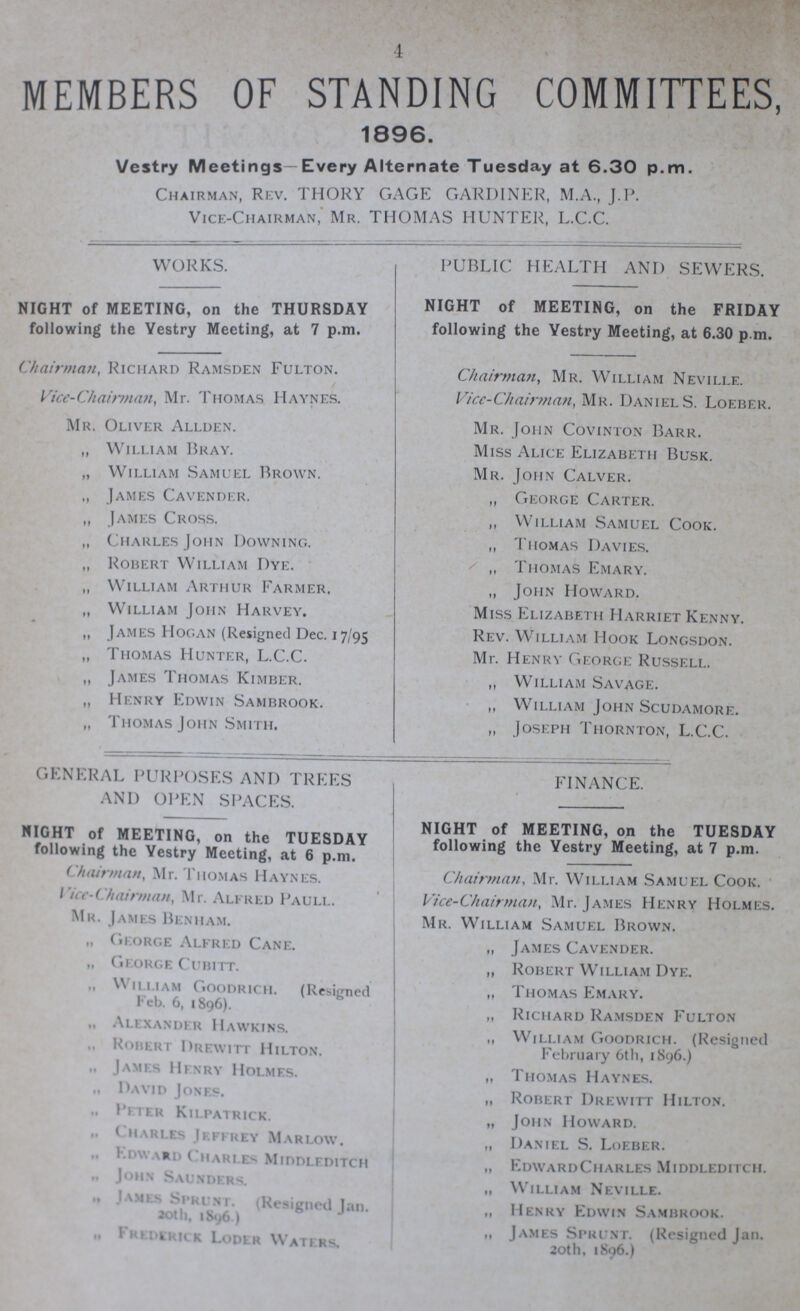 4
MEMBERS OF STANDING COMMITTEES,
1896.
Vestry Meetings—Every Alternate Tuesday at 6.30 p.m.
CHAIRMAN, REV. THORY GAGE GARDINER, M.A., J.P.
VICE-CHAIRMAN, MR. THOMAS HUNTER, L.C.C.
WORKS.
NIGHT of MEETING, on the THURSDAY
following the Vestry Meeting, at 7 p.m.
Chairman, RICHARD RAMSDEN FULTON.
Vice-Chairman, Mr. THOMAS HAYNES.
MR. OLIVER ALLDEN.
„ WILLIAM BRAY.
„ WILLIAM SAMUEL BROWN.
„ JAMES CAVENDER.
„ JAMES CROSS.
„ CHARLES JOHN DOWNING.
„ ROBERT WILLIAM DYE.
„ WILLIAM ARTHUR FARMER.
„ WILLIAM JOHN HARVEY.
„ JAMES HOGAN (Resigned Dec. 17/95
„ THOMAS HUNTER, L.C.C.
„ JAMES THOMAS KIMBER.
„ HENRY EDWIN SAMBROOK.
„ THOMAS JOHN SMITH.
PUBLIC HEALTH AND SEWERS.
NIGHT of MEETING, on the FRIDAY
following the Vestry Meeting, at 6.30 p.m.
Chairman, MR. WILLIAM NEVILLE.
Vice-Chairman, MR. DANIEL S. LOEBER.
MR. JOHN COVINTON BARR.
MISS ALICE ELIZABETH BUSK.
MR. JOHN CALVER.
„ GEORGE CARTER.
„ WILLIAM SAMUEL COOK.
„ THOMAS DAVIES.
„ THOMAS EMARY.
„ JOHN HOWARD.
MISS ELIZABETH HARRIET KENNY.
REV. WILLIAM HOOK LONGSDON.
Mr. HENRY GEORGE RUSSELL.
„ WILLIAM SAVAGE.
„ WILLIAM JOHN SCUDAMORE.
„ JOSEPH THORNTON, L.C.C.
GENERAL PURPOSES AND TREES
AND OPEN SPACES.
NIGHT of MEETING, on the TUESDAY
following the Vestry Meeting, at 6 p.m.
Chairman, Mr. THOMAS HAYNES.
Vice-Chairman, Mr. ALFRED PAULL.
MR. JAMES BENHAM.
„ GEORGE ALFRED CANE.
„ GEORGE CUBITT.
„ WILLIAM GOODRICH. (Resigned
Feb. 6, 1896).
„ ALEXANDER HAWKINS.
„ ROBERT DREWITT HILTON.
„ JAMES HENRY HOLMES.
„ DAVID JONES.
„ PETER KILPATRICK.
„ CHARLES JEFFREY MARLOW.
„ EDWARD CHARLES MIDDLEDITCH
„ JOHN SAUNDERS.
„ JAMES SPRUNT. (Resigned Jan.
20th, 1896.)
„ FREDERICK LODER WATERS.
FINANCE.
NIGHT of MEETING, on the TUESDAY
following the Vestry Meeting, at 7 p.m.
Chairman, Mr. WILLIAM SAMUEL COOK.
Vice-Chairman, Mr. JAMES HENRY HOLMES.
MR. WILLIAM SAMUEL BROWN.
„ JAMES CAVENDER.
„ ROBERT WILLIAM DYE.
„ THOMAS EMARY.
„ RICHARD RAMSDEN FULTON
„ WILLIAM GOODRICH. (Resigned
February 6th, 1896.)
„ THOMAS HAYNES.
„ ROBERT DREWITT HILTON.
„ JOHN HOWARD.
„ DANIEL S. LOEBER.
„ EDWARD CHARLES MIDDLEDITCH.
„ WILLIAM NEVILLE.
„ HENRY EDWIN SAMBROOK.
„ JAMES SPRUNT. (Resigned Jan.
20th, 1896.)